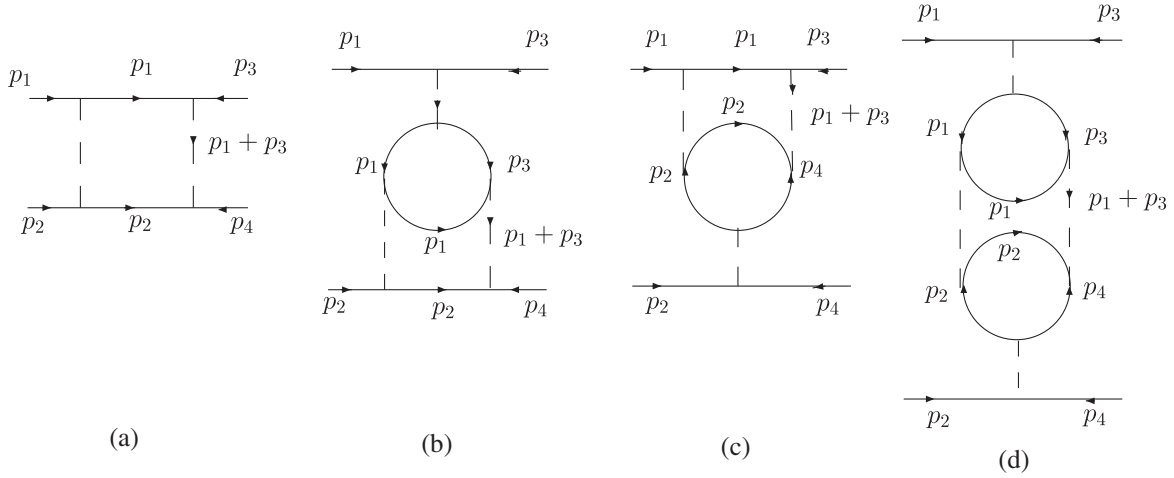 p₁ p₁ p₃
p₁ + p₃
p₂ p₂ p₄
(a)
p₁ p₃
p₁ p₃
p₁ p₁ + p₃
p₂ p₂ p₄
(b)
p₁ p₁ p₃
p₂ p₁ + p₃
p₂ p₄
p₂ p₄
(c)
p₁ p₃
p₁ p₃
p₁ p₁ + p₃
p₂
p₂ p₄
p₂ p₄
(d)